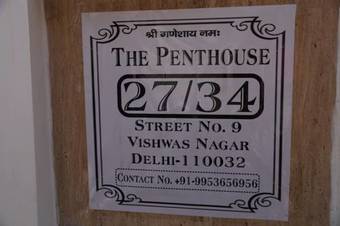 श्री गणेशाय नमः
THE PENTHOUSE
27/34
STREET NO. 9
VISHWAS NAGAR
DELHI-110032
CONTACT NO. +91-9953656956